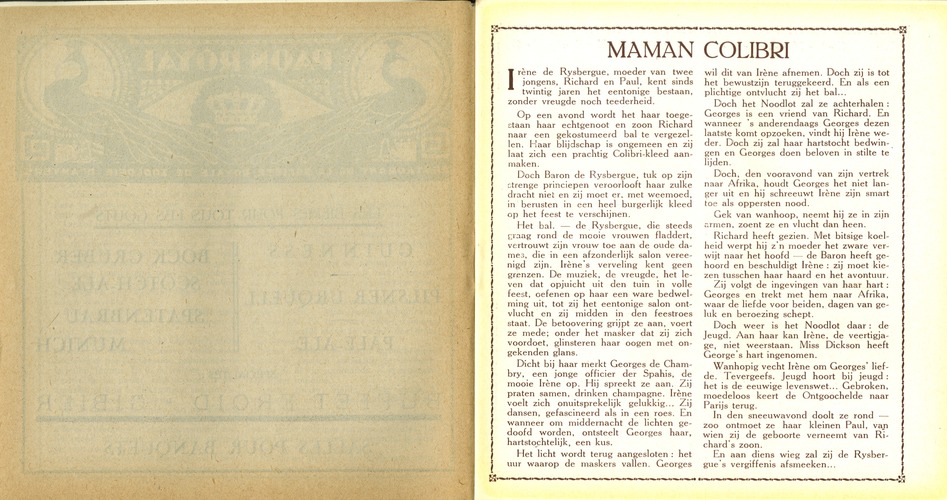 MAMAN COLIBRI
Irène de Rysbergue, moeder van twee
jongens, Richard en Paul, kent sinds
twintig jaren het eentonige bestaan,
zonder vreugde noch teederheid.
Op een avond wordt het haar toege-
staan haar echtgenoot en zoon Richard
naar een gekostumeerd bal te vergezel-
len. Haar blijdschap is ongemeen en zij
laat zich een prachtig Colibri-kleed aan-
maken.
Doch Baron de Rysbergue, tuk op zijn
strenge principen veroorlooft haar zulke
dracht niet en zij moet er, met weemoed,
in berusten in een heel burgerlijk kleed
op het feest te verschijnen.
Het bal. — de Rysbergue, die steeds
graag rond de mooie vrouwen fladdert,
vertrouwt zijn vrouw toe aan de oude da-
mes, die in een afzonderlijk salon veree-
nigd zijn. Irène's verveling kent geen
grenzen. De muziek, de vreugde, het le-
ven dat opjuicht uit den tuin in volle
feest, oefenen op haar een ware bedwel-
ming uit, tot zij het eentonige salon ont-
vlucht en zij midden in den feestroes
staat. De betoovering grijpt ze aan, voert
ze mede; onder het masker dat zij zich
voordoet, glinsteren haar oogen met on-
gekenden glans.
Dicht bij haar merkt Georges de Cham-
bry, een jonge officier der Spahis, de
mooie Irène op. Hij spreekt ze aan. Zij
praten samen, drinken champagne. Irène
voelt zich onuitsprekelijk gelukkig... Zij
dansen, gefascineerd als in een roes. En
wanneer om middernacht de lichten ge-
doofd worden, ontsteelt Georges haar,
hartstochtelijk, een kus.
Het licht wordt terug aangesloten : het
uur waarop de maskers vallen. Georges
wil dit van Irène afnemen. Doch zij is tot
het bewustzijn teruggekeerd. En als een
plichtige ontvlucht zij het bal...
Doch het Noodlot zal ze achterhalen :
Georges is een vriend van Richard. En
wanneer 's anderendaags Georges dezen
laatste komt opzoeken, vindt hij Irène we-
der. Doch zij zal haar hartstocht bedwin-
gen en Georges doen beloven in stilte te
lijden.
Doch, den vooravond van zijn vertrek
naar Afrika, houdt Georges het niet lan-
ger uit en hij schreeuwt Irène zijn smart
toe als oppersten nood.
Gek van wanhoop, neemt hij ze in zijn
armen, zoent ze en vlucht dan heen.
Richard heeft gezien. Met bitsige koel-
heid werpt hij z'n moeder het zware ver-
wijt naar het hoofd — de Baron heeft ge-
hoord en beschuldigt Irène : zij moet kie-
zen tusschen haar haard en het avontuur.
Zij volgt de ingevingen van haar hart :
Georges en trekt met hem naar Afrika,
waar de liefde voor beiden, dagen van ge-
luk en beroezing schept.
Doch weer is het Noodlot daar : de
Jeugd. Aan haar kan Irène, de veertigja-
ge, niet weerstaan. Miss Dickson heeft
George's hart ingenomen.
Wanhopig vecht Irène om Georges' lief-
de. Tevergeefs. Jeugd hoort bij jeugd :
het is de eeuwige levenswet... Gebroken,
moedeloos keert de Ontgoochelde naar
Parijs terug.
In den sneeuwavond doolt ze rond —
zoo ontmoet ze haar kleinen Paul, van
wien zij de geboorte verneemt van Ri-
chard's zoon.
En aan diens wieg zal zij de Rysber-
gue's vergiffenis afsmeeken...